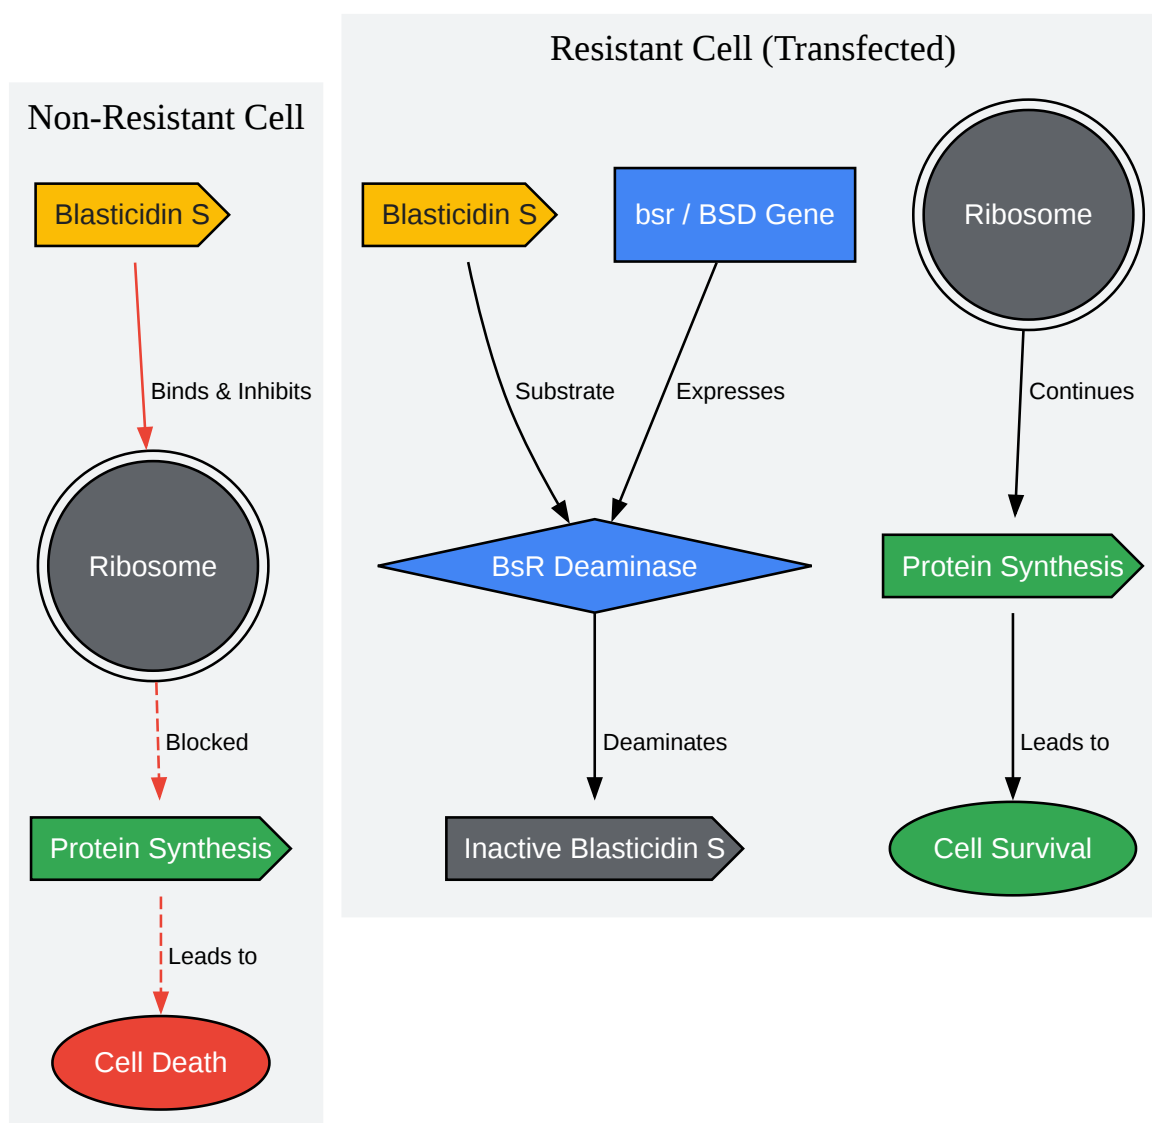 Non-Resistant Cell
Blasticidin S
Binds & Inhibits
Ribosome
Blocked
Protein Synthesis
Leads to
Cell Death
Resistant Cell (Transfected)
Blasticidin S
bsr / BSD Gene
Ribosome
Substrate
Expresses
Continues
BsR Deaminase
Protein Synthesis
Deaminates
Leads to
Inactive Blasticidin S
Cell Survival